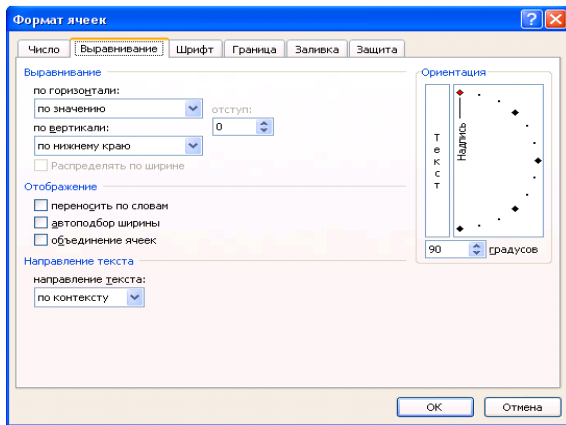 Формат ячеек
Число Выравнивание Шрифт Граница Заливка Защита
Выравнивание
по горизонтали:
по значению
отступ:
по вертикали:
0
по нижнему краю
Распределять по ширине
Отображение
переносить по словам
автоподбор ширины
объединение ячеек
Направление текста
направление текста:
по контексту
Ориентация
Текст
Надпись
90 градусов
ОК Отмена